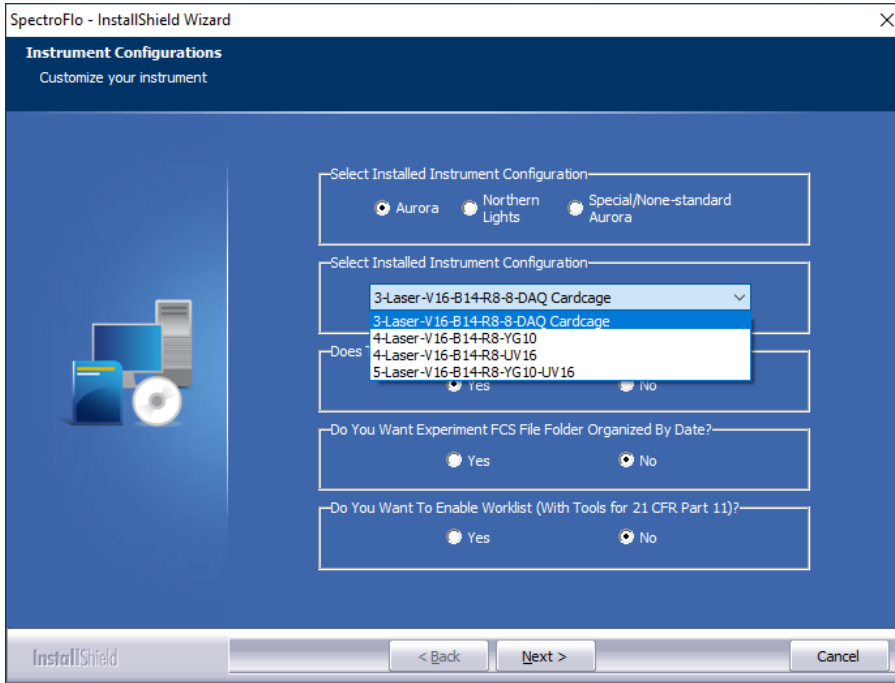 SpectroFlo - InstallShield Wizard
Instrument Configurations
Customize your instrument
Select Installed Instrument Configuration
Aurora
Northern
Lights
Special/None-standard
Aurora
Select Installed Instrument Configuration
3-Laser-V16-B14-R8-8-DAQ Cardcage
3-Laser-V16-B14-R8-8-DAQ Cardcage
4-Laser-V16-B14-R8-YG10
4-Laser-V16-B14-R8-UV16
5-Laser-V16-B14-R8-YG10-UV16
Does
Yes No
Do You Want Experiment FCS File Folder Organized By Date?
Yes No
Do You Want To Enable Worklist (With Tools for 21 CFR Part 11)?
Yes No
InstallShield
< Back Next > Cancel